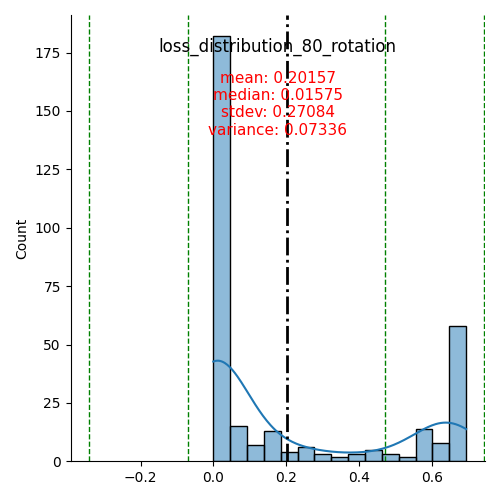 loss_distribution_80_rotation
mean: 0.20157
median: 0.01575
stdev: 0.27084
variance: 0.07336
Count
175
150
125
100
75
50
25
0
−0.2
0.0
0.2
0.4
0.6